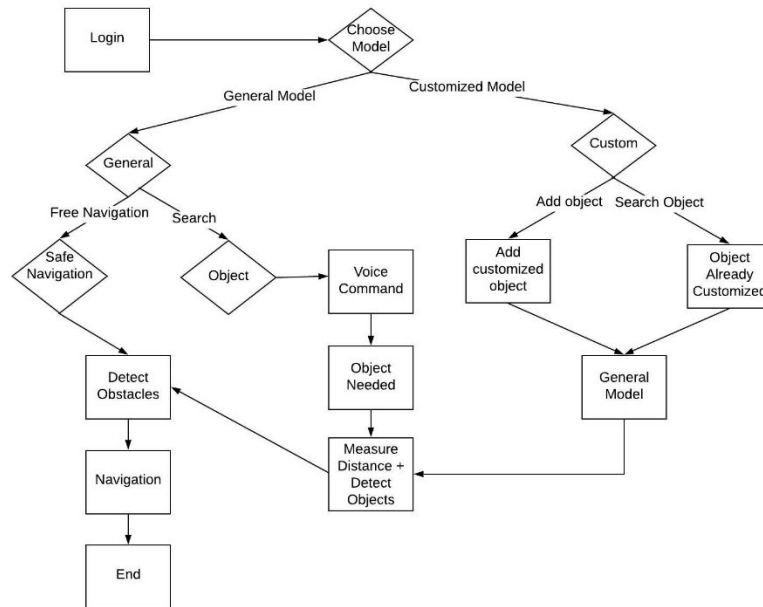 Login
Choose
Model
General Model
Customized Model
General
Custom
Free Navigation
Search
Add object
Search Object
Safe
Navigation
Object
Voice
Command
Add
customized
object
Object
Already
Customized
Detect
Obstacles
Object
Needed
General
Model
Measure
Distance +
Detect
Objects
Navigation
End